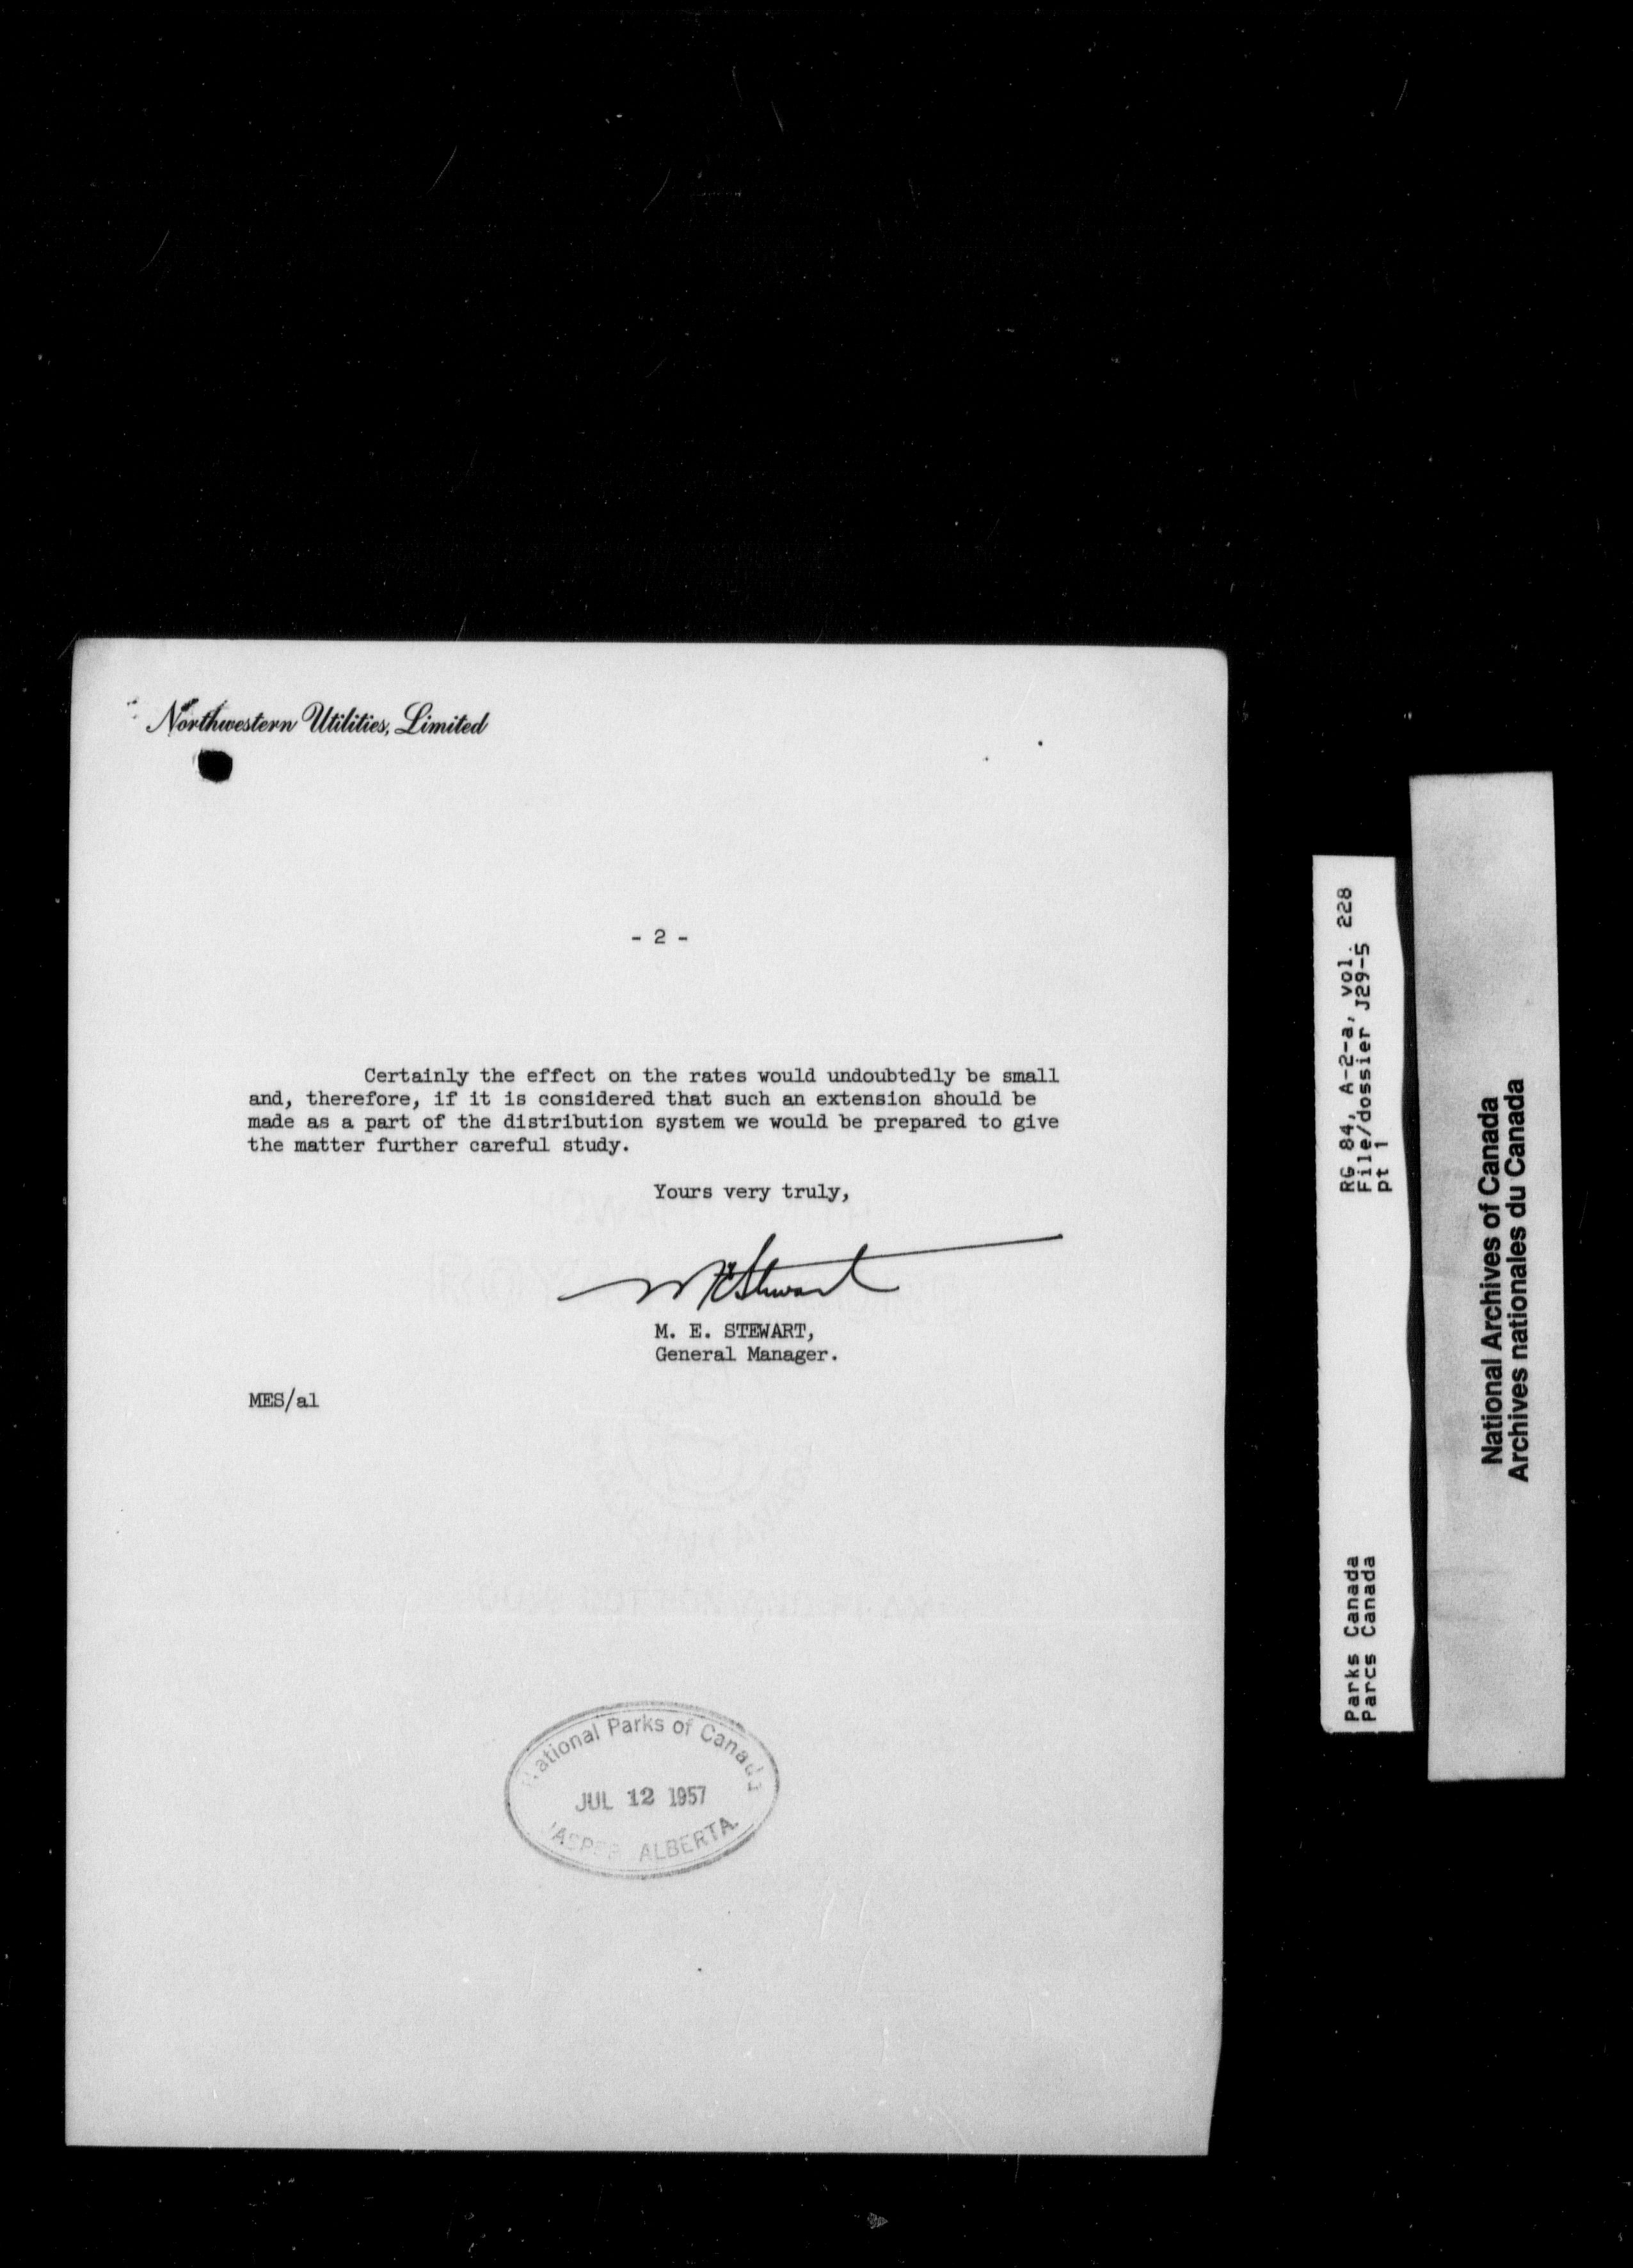 Northwestern Utilities, Limited
- 2 -
Certainly the effect on the rates would undoubtedly be small
and, therefore, if it is considered that such an extension should be
made as a part of the distribution system we would be prepared to give
the matter further careful study.
Yours very truly,
M E Stewart
M. E. STEWART,
General Manager.
MES/al
National Parks of Canada
JUL 12 1957
JASPER ALBERTA.
RG 84, A-2-a, vol. 228
File/dossier J29-5
pt 1
Parks Canada
Parcs Canada
National Archives of Canada
Archives nationales du Canada